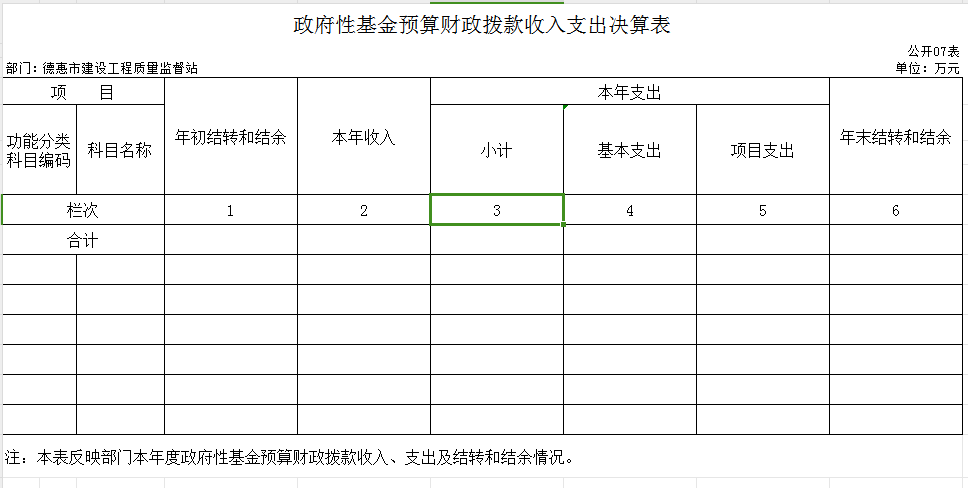 政府性基金预算财政拨款收入支出决算表
公开07表
部门：德惠市建设工程质量监督站
单位：万元
项 目
年初结转和结余
本年收入
本年支出
年末结转和结余
功能分类
科目编码
科目名称
小计
基本支出
项目支出
栏次 1 2 3 4 5 6
合计
注：本表反映部门本年度政府性基金预算财政拨款收入、支出及结转和结余情况。